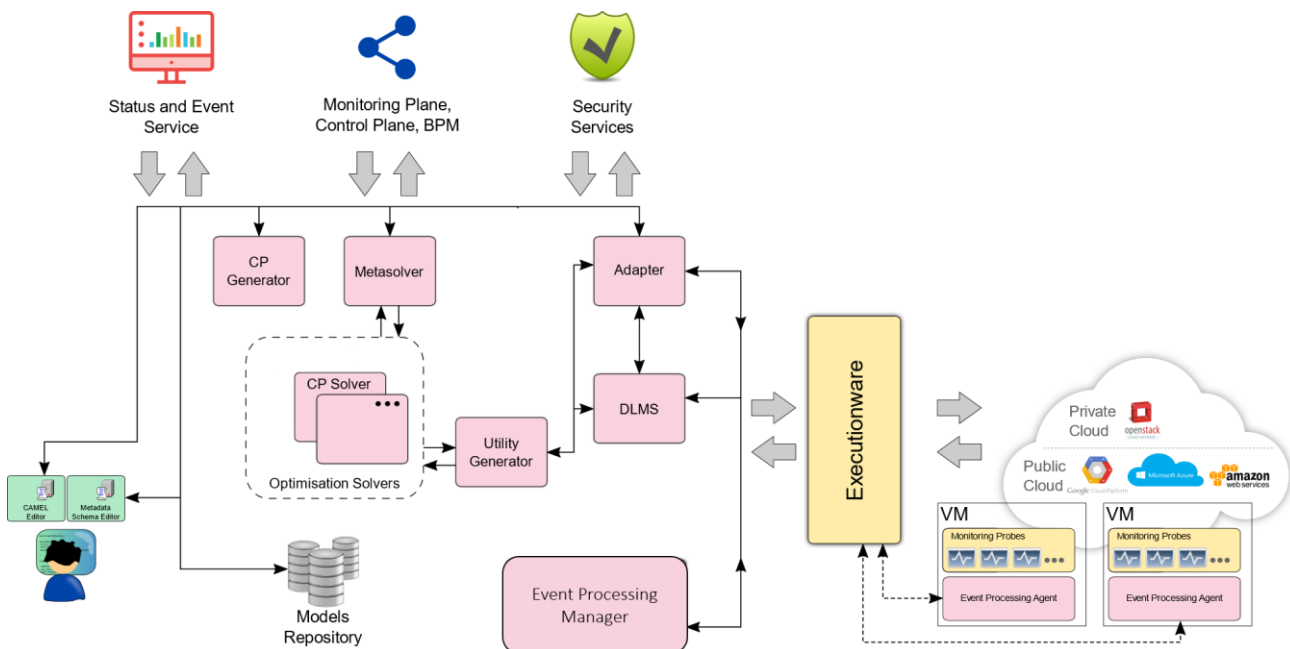 Status and Event
Service
Monitoring Plane,
Control Plane, BPM
Security
Services
CP
Generator
Metasolver
Adapter
CP Solver
DLMS
Utility
Generator
Optimisation Solvers
Executionware
Private
Cloud
openstack
Public
Cloud
Google Cloud Platform
Microsoft Azure
amazon
web services
CAMEL
Editor
Metadata
Schema Editor
Models
Repository
Event Processing
Manager
VM
Monitoring Probes
Event Processing Agent
VM
Monitoring Probes
Event Processing Agent